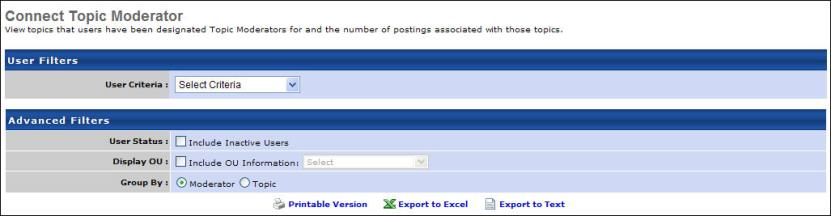 Connect Topic Moderator
View topics that users have been designated Topic Moderators for and the number of postings associated with those topics.
User Filters
User Criteria : Select Criteria
Advanced Filters
User Status : Include Inactive Users
Display OU : Include OU Information: Select
Group By : Moderator Topic
Printable Version Export to Excel Export to Text